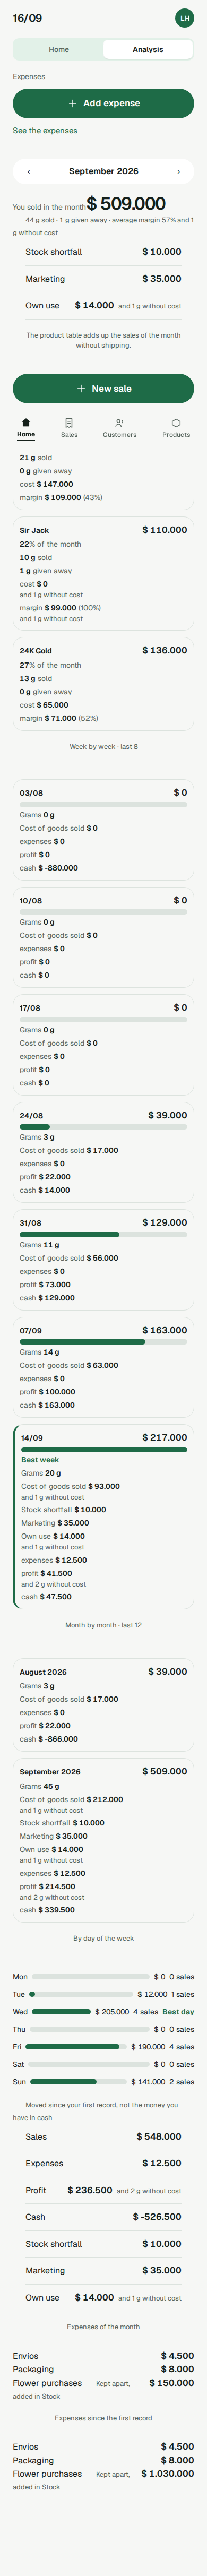 16/09
LH
Home Analysis
Expenses
+ Add expense
See the expenses
‹ September 2026 ›
You sold in the month $ 509.000
44 g sold · 1 g given away · average margin 57% and 1
g without cost
Stock shortfall $ 10.000
Marketing $ 35.000
Own use $ 14.000 and 1 g without cost
The product table adds up the sales of the month
without shipping.
+ New sale
Home Sales Customers Products
21 g sold
0 g given away
cost $ 147.000
margin $ 109.000 (43%)
Sir Jack $ 110.000
22% of the month
10 g sold
1 g given away
cost $ 0
and 1 g without cost
margin $ 99.000 (100%)
and 1 g without cost
24K Gold $ 136.000
27% of the month
13 g sold
0 g given away
cost $ 65.000
margin $ 71.000 (52%)
Week by week · last 8
03/08 $ 0
Grams 0 g
Cost of goods sold $ 0
expenses $ 0
profit $ 0
cash $ -880.000
10/08 $ 0
Grams 0 g
Cost of goods sold $ 0
expenses $ 0
profit $ 0
cash $ 0
17/08 $ 0
Grams 0 g
Cost of goods sold $ 0
expenses $ 0
profit $ 0
cash $ 0
24/08 $ 39.000
Grams 3 g
Cost of goods sold $ 17.000
expenses $ 0
profit $ 22.000
cash $ 14.000
31/08 $ 129.000
Grams 11 g
Cost of goods sold $ 56.000
expenses $ 0
profit $ 73.000
cash $ 129.000
07/09 $ 163.000
Grams 14 g
Cost of goods sold $ 63.000
expenses $ 0
profit $ 100.000
cash $ 163.000
14/09 $ 217.000
Best week
Grams 20 g
Cost of goods sold $ 93.000
and 1 g without cost
Stock shortfall $ 10.000
Marketing $ 35.000
Own use $ 14.000
and 1 g without cost
expenses $ 12.500
profit $ 41.500
and 2 g without cost
cash $ 47.500
Month by month · last 12
August 2026 $ 39.000
Grams 3 g
Cost of goods sold $ 17.000
expenses $ 0
profit $ 22.000
cash $ -866.000
September 2026 $ 509.000
Grams 45 g
Cost of goods sold $ 212.000
and 1 g without cost
Stock shortfall $ 10.000
Marketing $ 35.000
Own use $ 14.000
and 1 g without cost
expenses $ 12.500
profit $ 214.500
and 2 g without cost
cash $ 339.500
By day of the week
Mon $ 0 0 sales
Tue $ 12.000 1 sales
Wed $ 205.000 4 sales Best day
Thu $ 0 0 sales
Fri $ 190.000 4 sales
Sat $ 0 0 sales
Sun $ 141.000 2 sales
Moved since your first record, not the money you
have in cash
Sales $ 548.000
Expenses $ 12.500
Profit $ 236.500 and 2 g without cost
Cash $ -526.500
Stock shortfall $ 10.000
Marketing $ 35.000
Own use $ 14.000 and 1 g without cost
Expenses of the month
Envíos $ 4.500
Packaging $ 8.000
Flower purchases Kept apart, $ 150.000
added in Stock
Expenses since the first record
Envíos $ 4.500
Packaging $ 8.000
Flower purchases Kept apart, $ 1.030.000
added in Stock